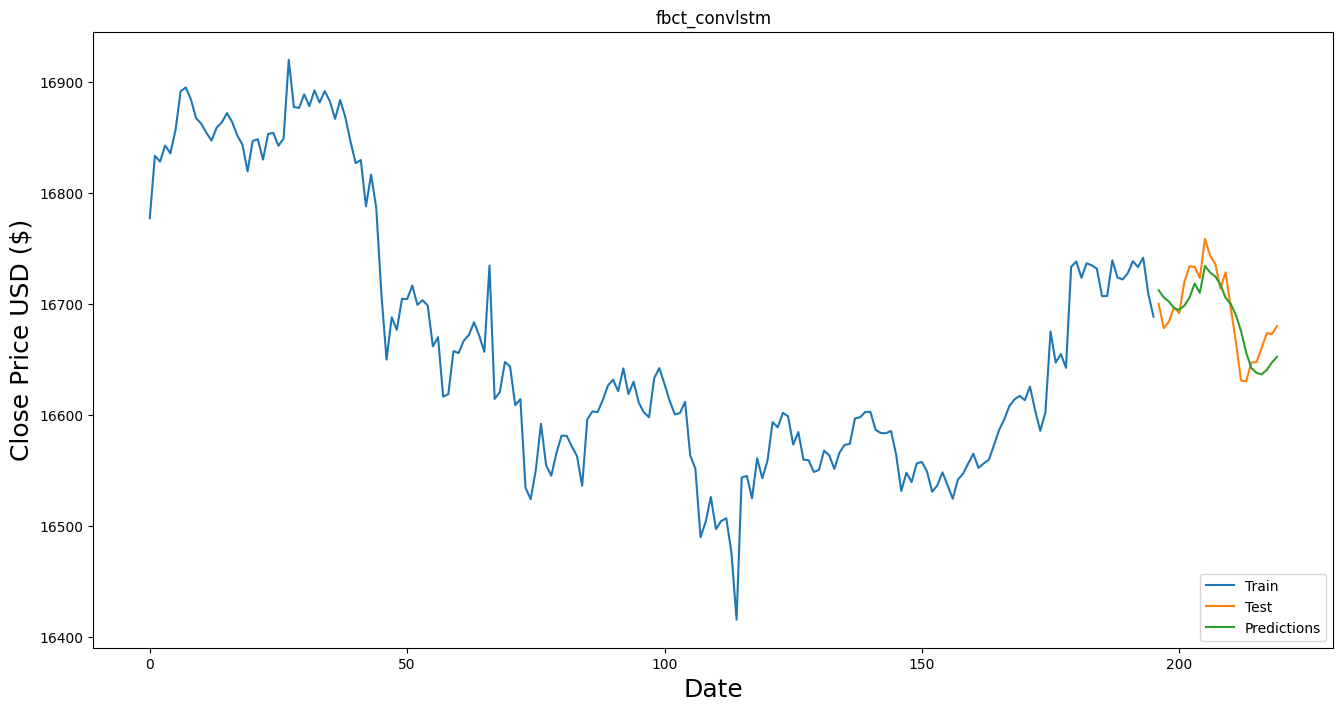 fbct_convlstm
Close Price USD ($)
16900
16800
16700
16600
16500
16400
0
50
100
150
200
Date
Train
Test
Predictions